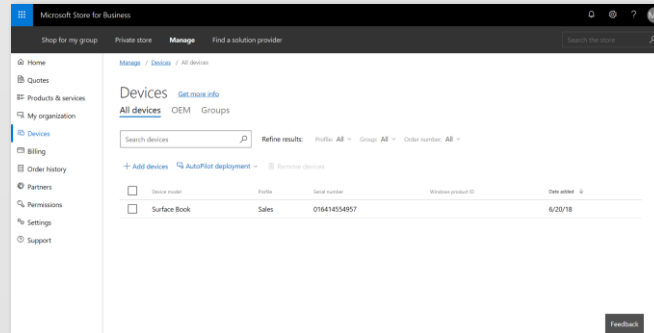 Microsoft Store for Business
Shop for my group Private store Manage Find a solution provider Search the store
Home
Quotes
Products & services
My organization
Devices
Billing
Order history
Partners
Permissions
Settings
Support
Manage / Devices / All devices
Devices Get more info
All devices OEM Groups
Search devices Refine results: Profile: All Group: All Order number: All
+ Add devices AutoPilot deployment Remove devices
Device model Profile Serial number Windows product ID Date added ↓
Surface Book Sales 016414554957 6/20/18
Feedback